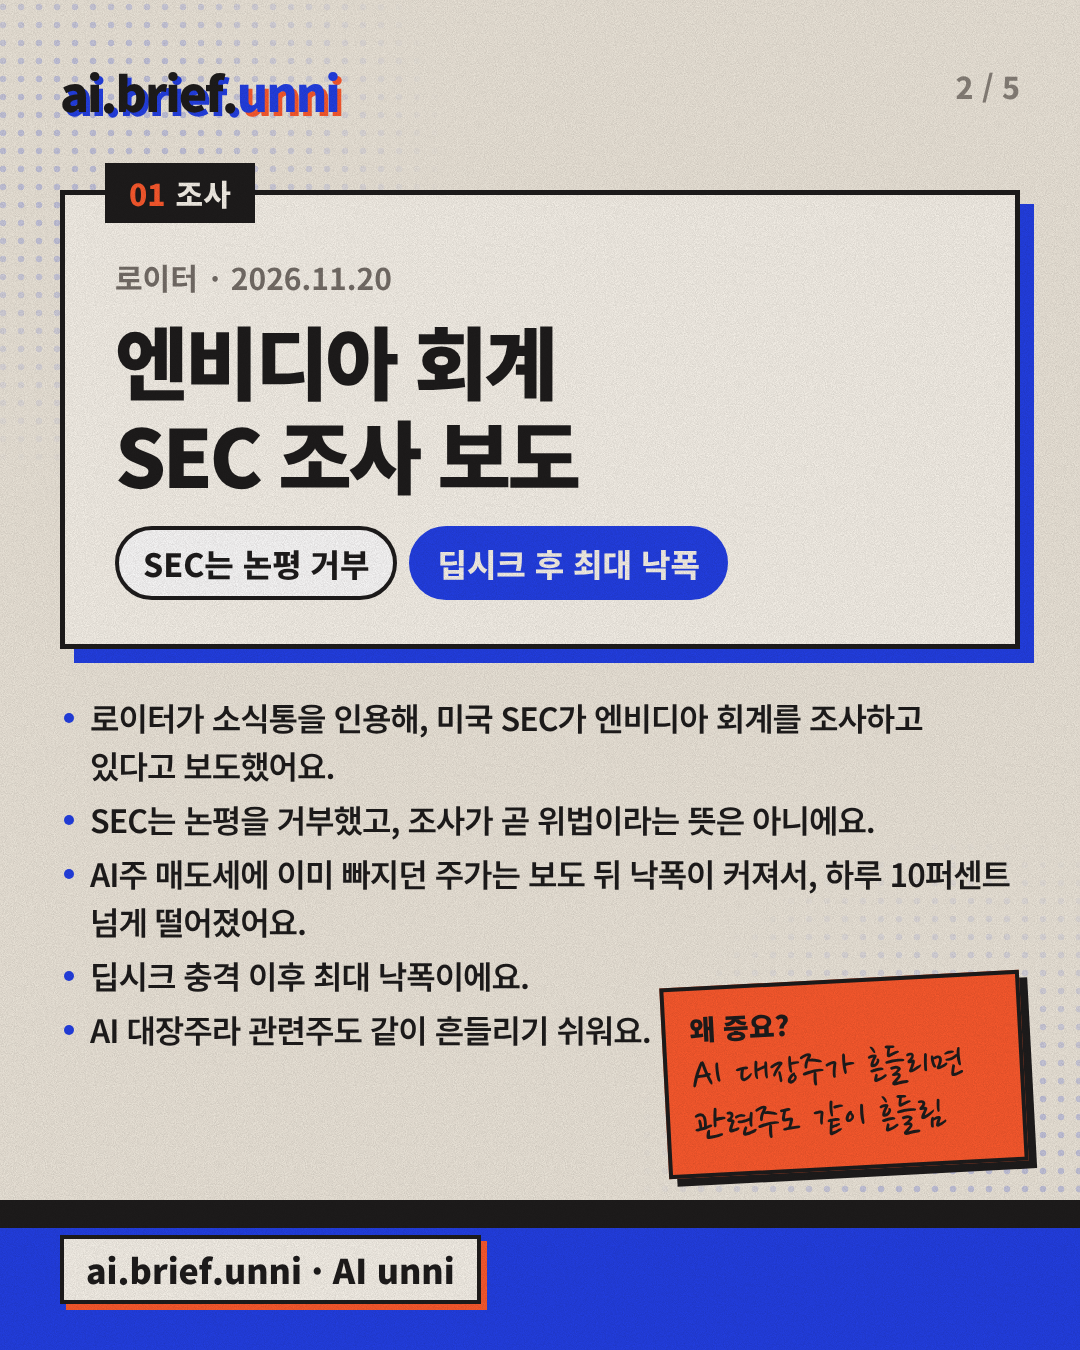 ai.brief.unni
2 / 5
01 조사
로이터 · 2026.11.20
엔비디아 회계
SEC 조사 보도
SEC는 논평 거부
딥시크 후 최대 낙폭
• 로이터가 소식통을 인용해, 미국 SEC가 엔비디아 회계를 조사하고
있다고 보도했어요.
• SEC는 논평을 거부했고, 조사가 곧 위법이라는 뜻은 아니에요.
• AI주 매도세에 이미 빠지던 주가는 보도 뒤 낙폭이 커져서, 하루 10퍼센트
넘게 떨어졌어요.
• 딥시크 충격 이후 최대 낙폭이에요.
• AI 대장주라 관련주도 같이 흔들리기 쉬워요.
왜 중요?
AI 대장주가 흔들리면
관련주도 같이 흔들림
ai.brief.unni · AI unni